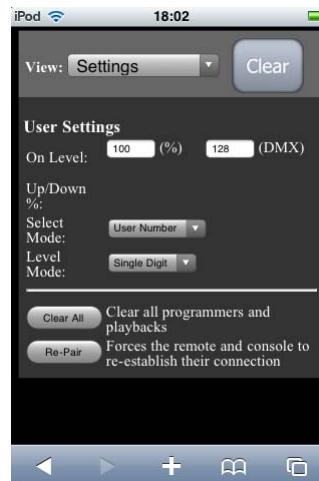 iPod 18:02
View: Settings Clear
User Settings
On Level: 100 (%) 128 (DMX)
Up/Down
%:
Select
Mode: User Number
Level
Mode: Single Digit
Clear All Clear all programmers and
playbacks
Re-Pair Forces the remote and console to
re-establish their connection